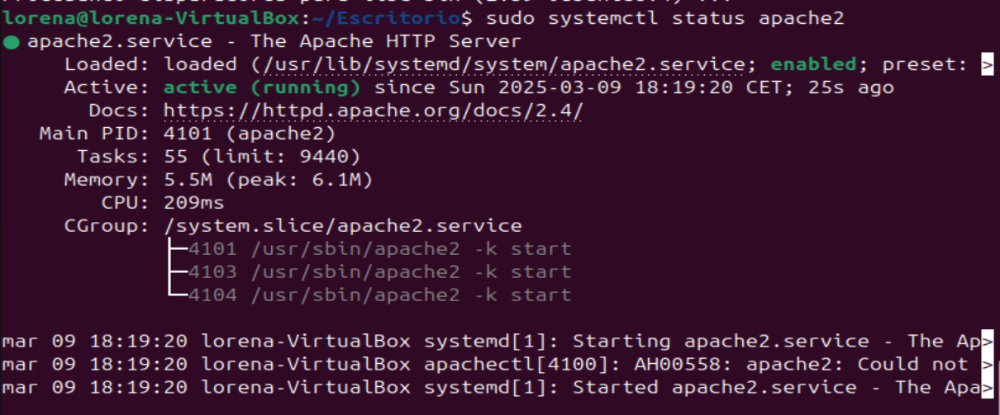 lorena@lorena-VirtualBox:~/Escritorio$ sudo systemctl status apache2
● apache2.service - The Apache HTTP Server
     Loaded: loaded (/usr/lib/systemd/system/apache2.service; enabled; preset: >
     Active: active (running) since Sun 2025-03-09 18:19:20 CET; 25s ago
       Docs: https://httpd.apache.org/docs/2.4/
   Main PID: 4101 (apache2)
      Tasks: 55 (limit: 9440)
     Memory: 5.5M (peak: 6.1M)
        CPU: 209ms
     CGroup: /system.slice/apache2.service
             ├─4101 /usr/sbin/apache2 -k start
             ├─4103 /usr/sbin/apache2 -k start
             └─4104 /usr/sbin/apache2 -k start
mar 09 18:19:20 lorena-VirtualBox systemd[1]: Starting apache2.service - The Ap>
mar 09 18:19:20 lorena-VirtualBox apachectl[4100]: AH00558: apache2: Could not >
mar 09 18:19:20 lorena-VirtualBox systemd[1]: Started apache2.service - The Apa>